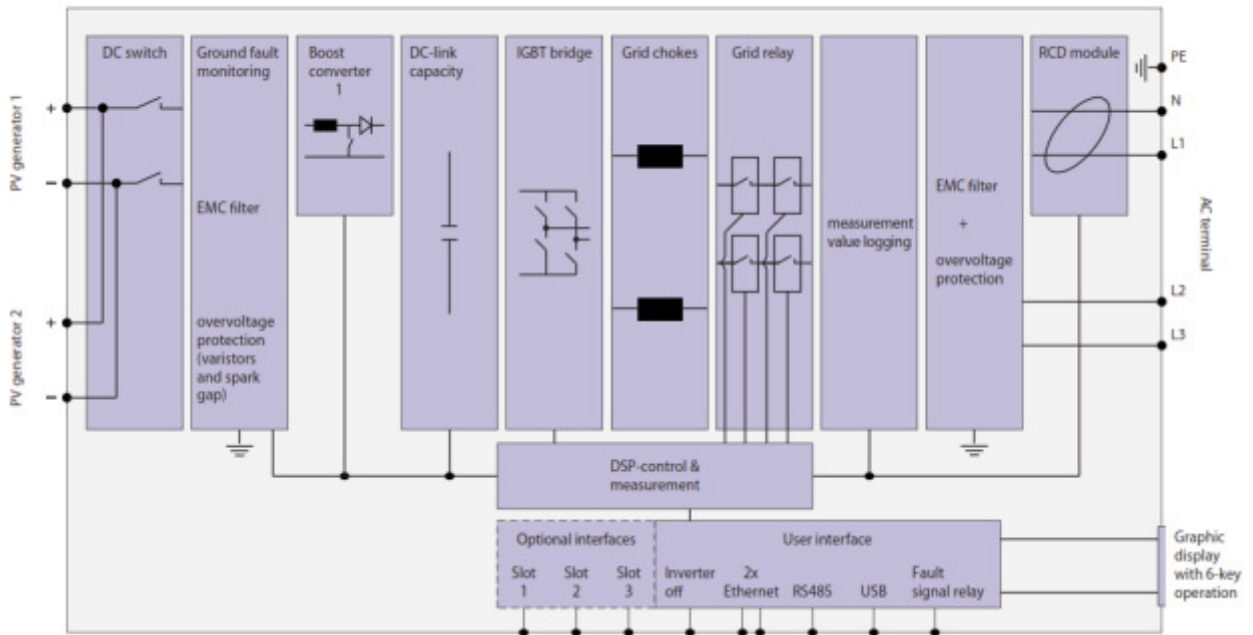 DC switch
Ground fault
monitoring
EMC filter
overvoltage
protection
(varistors
and spark
gap)
Boost
converter
1
DC-link
capacity
IGBT bridge
Grid chokes
Grid relay
measurement
value logging
EMC filter
+
overvoltage
protection
RCD module
PE
N
L1
L2
L3
AC terminal
PV generator 1
+
−
PV generator 2
+
−
DSP-control &
measurement
Optional interfaces
Slot
1
Slot
2
Slot
3
User interface
Inverter
off
2x
Ethernet
RS485
USB
Fault
signal relay
Graphic
display
with 6-key
operation